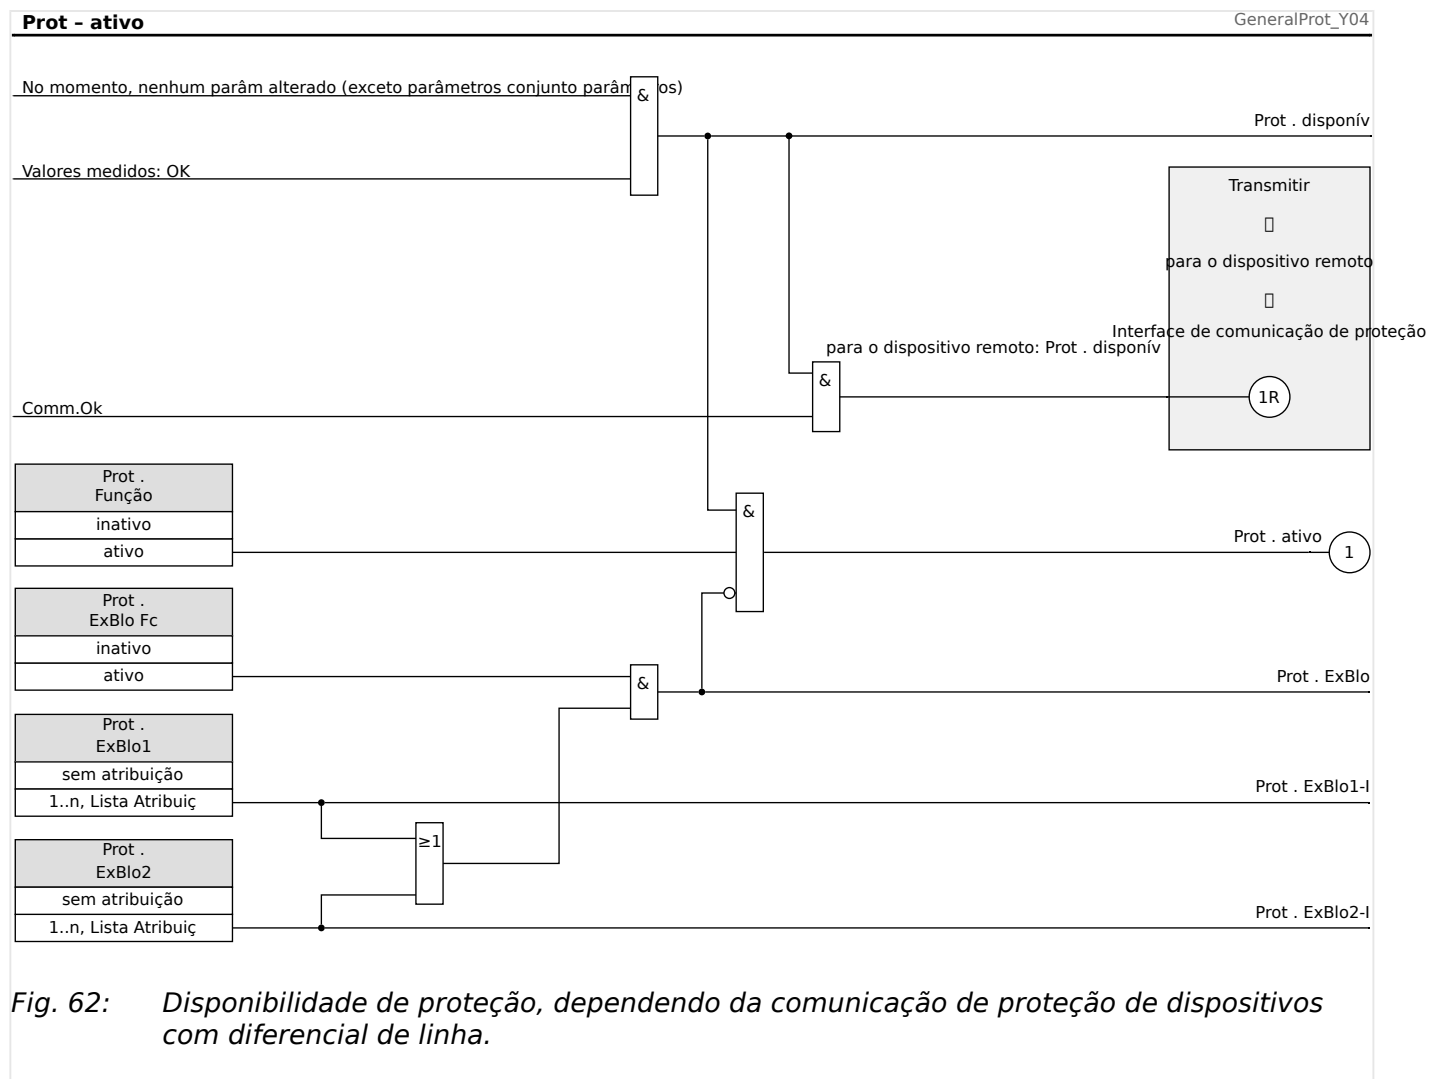 Prot – ativo
GeneralProt_Y04
No momento, nenhum parâm alterado (exceto parâmetros conjunto parâm os)
&
Prot . disponív
Valores medidos: OK
Transmitir
para o dispositivo remoto
Interface de comunicação de proteção
para o dispositivo remoto: Prot . disponív
&
1R
Comm.Ok
Prot .
Função
inativo
ativo
&
Prot . ativo
1
Prot .
ExBlo Fc
inativo
ativo
&
Prot . ExBlo
Prot .
ExBlo1
sem atribuição
1..n, Lista Atribuiç
Prot . ExBlo1-I
≥1
Prot .
ExBlo2
sem atribuição
1..n, Lista Atribuiç
Prot . ExBlo2-I
Fig. 62: Disponibilidade de proteção, dependendo da comunicação de proteção de dispositivos
com diferencial de linha.